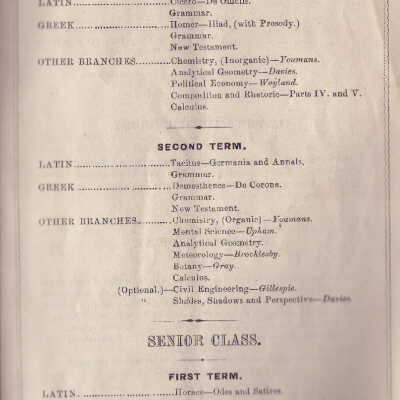 LATIN................................Cicero—De Officiis.
Grammar.
GREEK................................Homer—Iliad, (with Prosody.)
Grammar.
New Testament.
OTHER BRANCHES..........Chemistry, (Inorganic)—Youmans.
Analytical Geometry—Davies.
Political Economy—Wayland.
Composition and Rhetoric—Parts IV. and V.
Calculus.
SECOND TERM.
LATIN................................Tacitus—Germania and Annals.
Grammar.
GREEK................................Demosthenes—De Corona.
Grammar.
New Testament.
OTHER BRANCHES..........Chemistry, (Organic)—Youmans.
Mental Science—Upham.
Analytical Geometry.
Meteorology—Brocklesby.
Botany—Gray.
Calculus.
(Optional.)—Civil Engineering—Gillespie.
" Shades, Shadows and Perspective—Davies.
SENIOR CLASS.
FIRST TERM.
LATIN................................Horace—Odes and Satires.